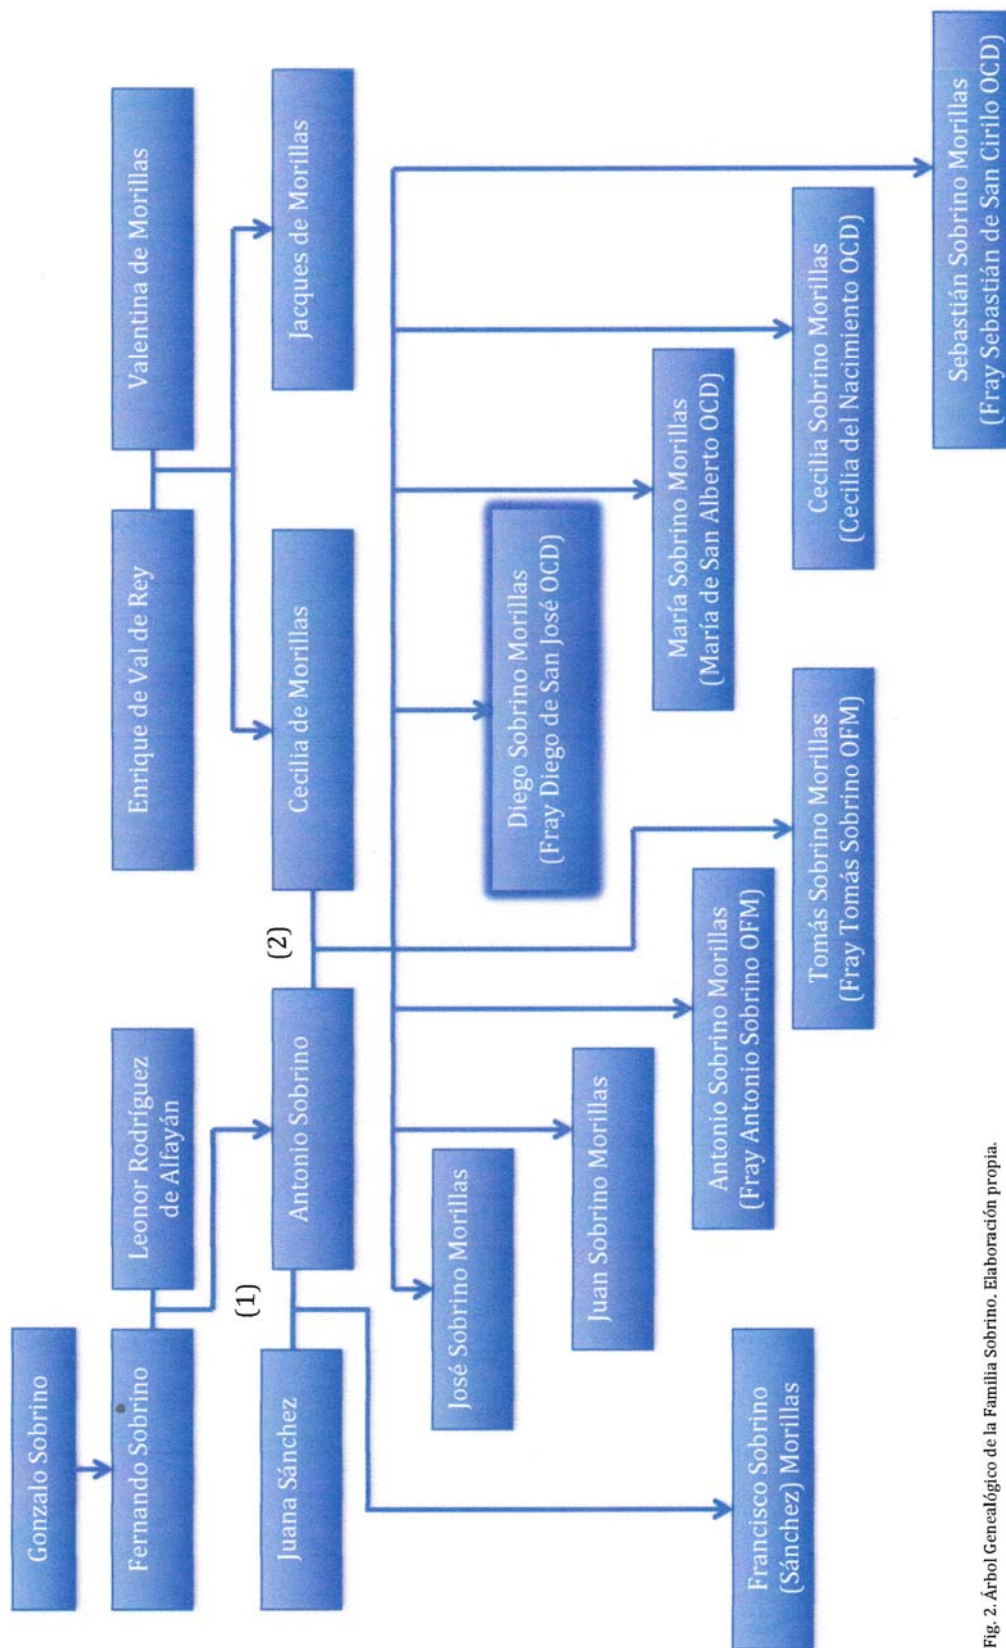 Gonzalo Sobrino
Fernando Sobrino
Leonor Rodríguez
de Alfayán
Enrique de Val de Rey
Valentina de Morillas
(1)
(2)
Juana Sánchez
Antonio Sobrino
Cecilia de Morillas
Jacques de Morillas
José Sobrino Morillas
Diego Sobrino Morillas
(Fray Diego de San José OCD)
Juan Sobrino Morillas
María Sobrino Morillas
(María de San Alberto OCD)
Antonio Sobrino Morillas
(Fray Antonio Sobrino OFM)
Francisco Sobrino
(Sánchez) Morillas
Tomás Sobrino Morillas
(Fray Tomás Sobrino OFM)
Cecilia Sobrino Morillas
(Cecilia del Nacimiento OCD)
Sebastián Sobrino Morillas
(Fray Sebastián de San Cirilo OCD)
Fig. 2. Árbol Genealógico de la Familia Sobrino. Elaboración propia.